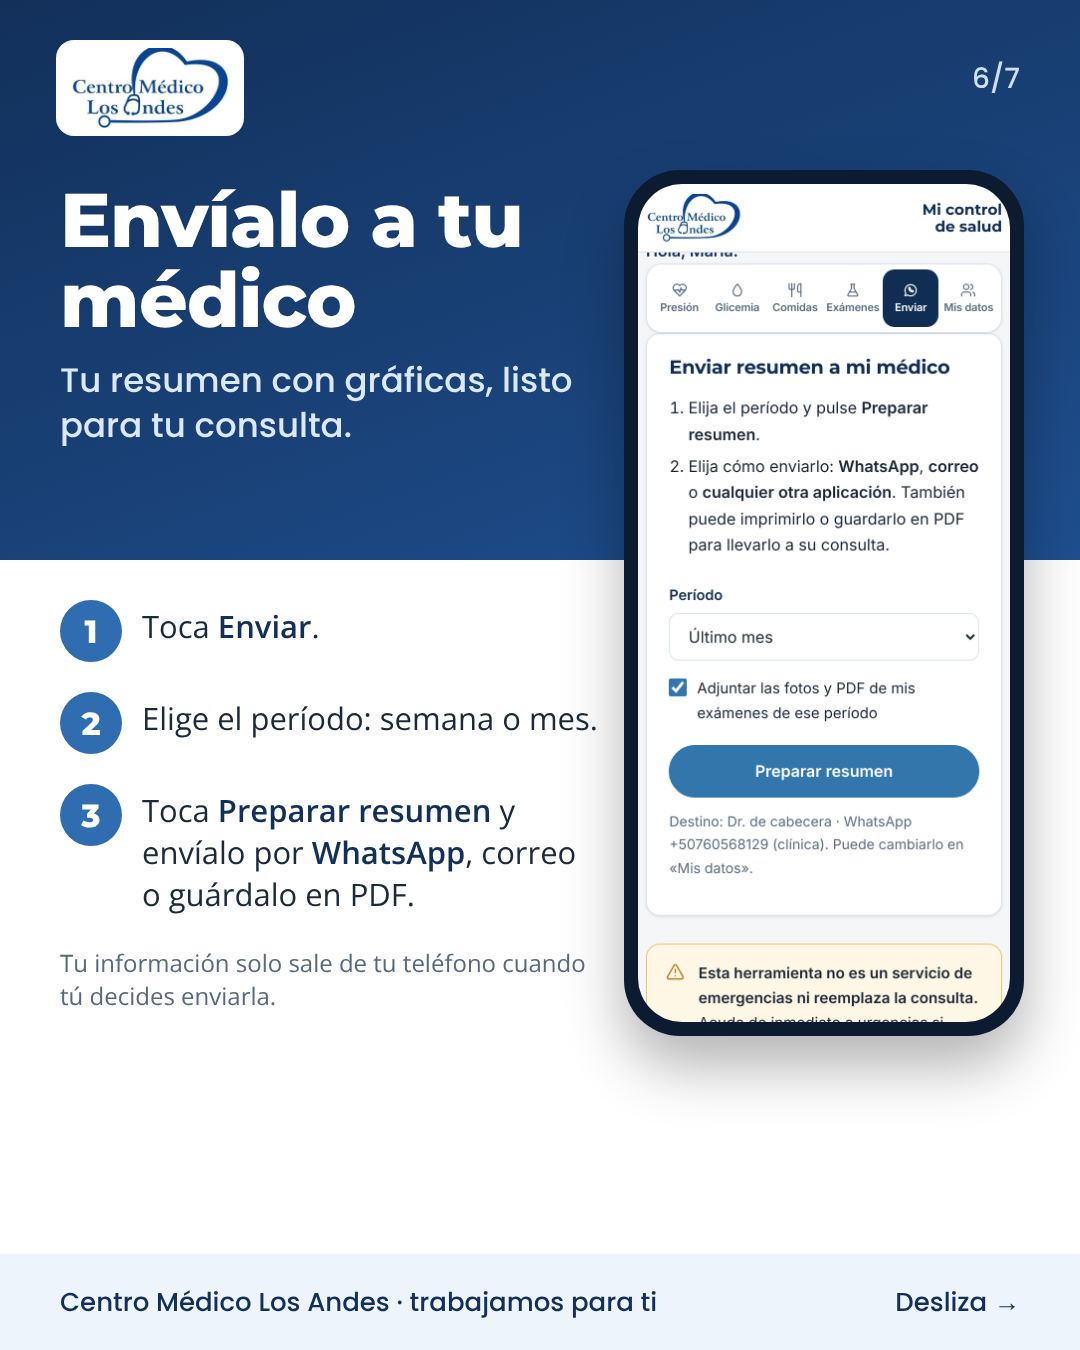 Centro Médico
Los Andes
6/7
Envíalo a tu
médico
Tu resumen con gráficas, listo
para tu consulta.
1 Toca Enviar.
2 Elige el período: semana o mes.
3 Toca Preparar resumen y
envíalo por WhatsApp, correo
o guárdalo en PDF.
Tu información solo sale de tu teléfono cuando
tú decides enviarla.
Centro Médico
Los Andes
Mi control
de salud
Hola, María.
Presión Glicemia Comidas Exámenes Enviar Mis datos
Enviar resumen a mi médico
1. Elija el período y pulse Preparar
resumen.
2. Elija cómo enviarlo: WhatsApp, correo
o cualquier otra aplicación. También
puede imprimirlo o guardarlo en PDF
para llevarlo a su consulta.
Período
Último mes
Adjuntar las fotos y PDF de mis
exámenes de ese período
Preparar resumen
Destino: Dr. de cabecera · WhatsApp
+50760568129 (clínica). Puede cambiarlo en
«Mis datos».
Esta herramienta no es un servicio de
emergencias ni reemplaza la consulta.
Acuda de inmediato a urgencias si
Centro Médico Los Andes · trabajamos para ti
Desliza →